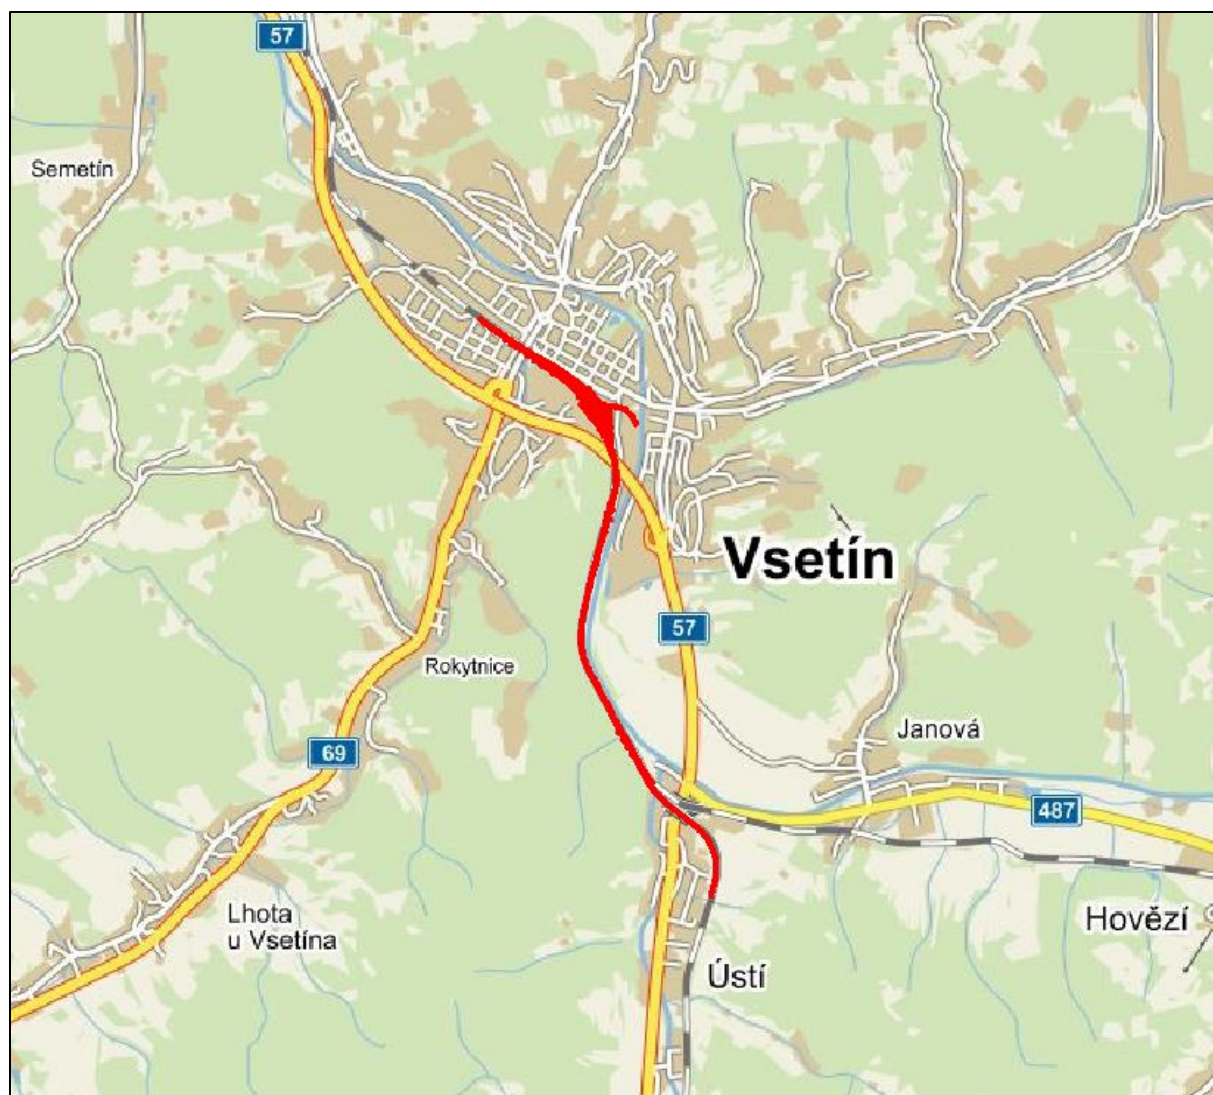 57
Semetín
Vsetín
57
Rokytnice
Janová
69
487
Lhota
u Vsetína
Hovězí
Ústí